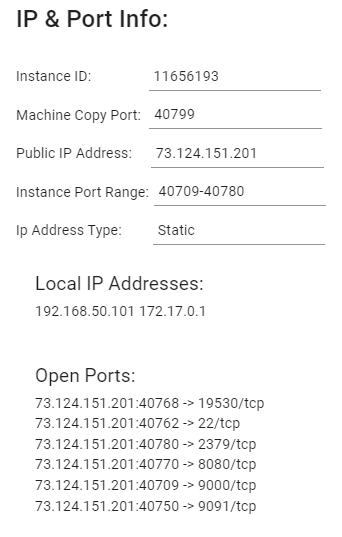 IP & Port Info:
Instance ID: 11656193
Machine Copy Port: 40799
Public IP Address: 73.124.151.201
Instance Port Range: 40709-40780
Ip Address Type: Static
Local IP Addresses:
192.168.50.101 172.17.0.1
Open Ports:
73.124.151.201:40768 -> 19530/tcp
73.124.151.201:40762 -> 22/tcp
73.124.151.201:40780 -> 2379/tcp
73.124.151.201:40770 -> 8080/tcp
73.124.151.201:40709 -> 9000/tcp
73.124.151.201:40750 -> 9091/tcp